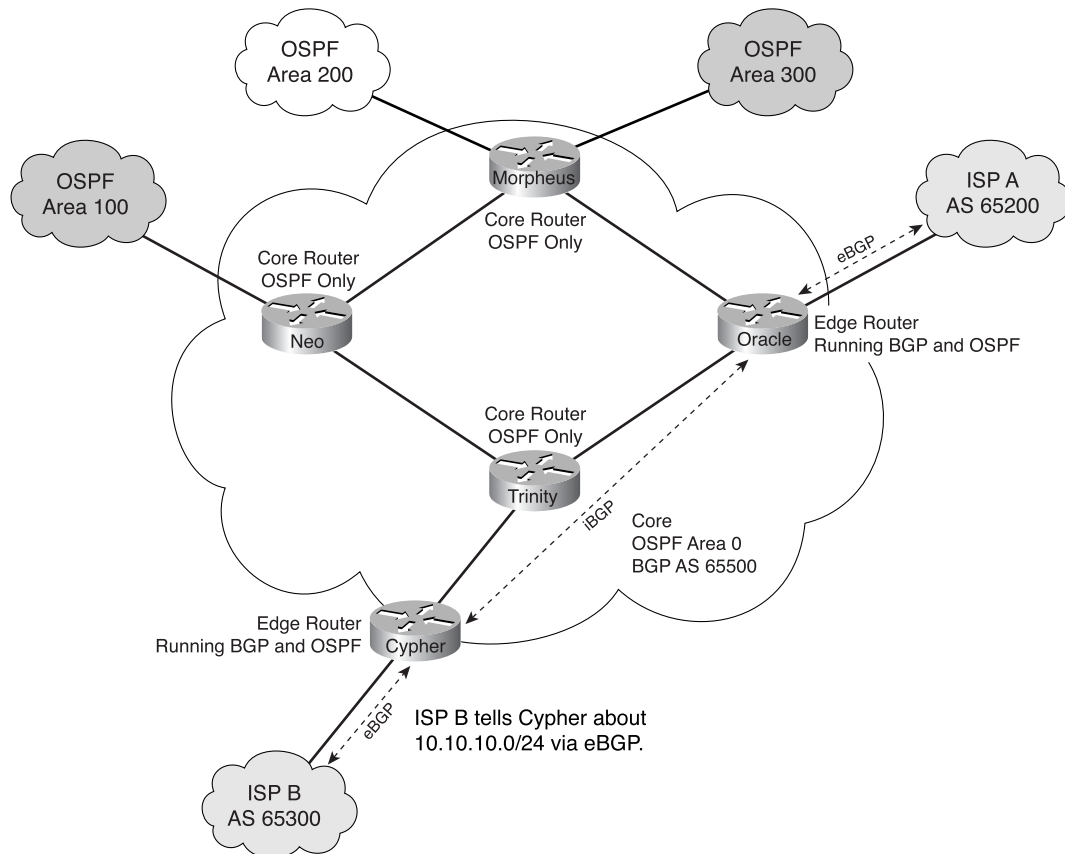 OSPF
Area 200
OSPF
Area 300
OSPF
Area 100
Morpheus
ISP A
AS 65200
Core Router
OSPF Only
eBGP
Core Router
OSPF Only
Neo
Oracle
Edge Router
Running BGP and OSPF
Core Router
OSPF Only
Trinity
iBGP
Core
OSPF Area 0
BGP AS 65500
Edge Router
Running BGP and OSPF
Cypher
eBGP
ISP B tells Cypher about
10.10.10.0/24 via eBGP.
ISP B
AS 65300